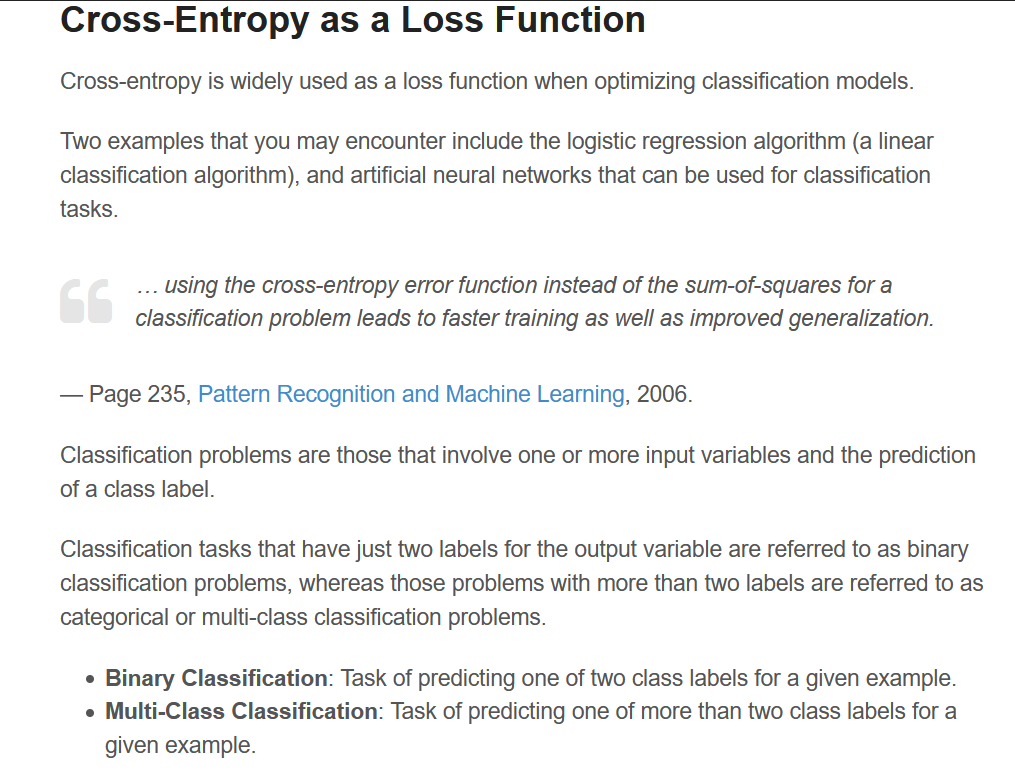 Cross-Entropy as a Loss Function
Cross-entropy is widely used as a loss function when optimizing classification models.
Two examples that you may encounter include the logistic regression algorithm (a linear
classification algorithm), and artificial neural networks that can be used for classification
tasks.
… using the cross-entropy error function instead of the sum-of-squares for a
classification problem leads to faster training as well as improved generalization.
— Page 235, Pattern Recognition and Machine Learning, 2006.
Classification problems are those that involve one or more input variables and the prediction
of a class label.
Classification tasks that have just two labels for the output variable are referred to as binary
classification problems, whereas those problems with more than two labels are referred to as
categorical or multi-class classification problems.
• Binary Classification: Task of predicting one of two class labels for a given example.
• Multi-Class Classification: Task of predicting one of more than two class labels for a
given example.